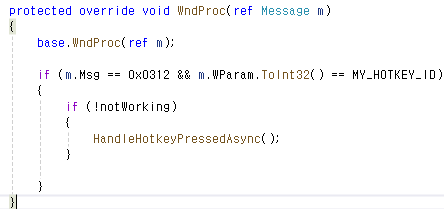 protected override void WndProc(ref Message m)
{
base.WndProc(ref m);
if (m.Msg == 0x0312 && m.WParam.ToInt32() == MY_HOTKEY_ID)
{
if (!notWorking)
{
HandleHotkeyPressedAsync();
}
}
}